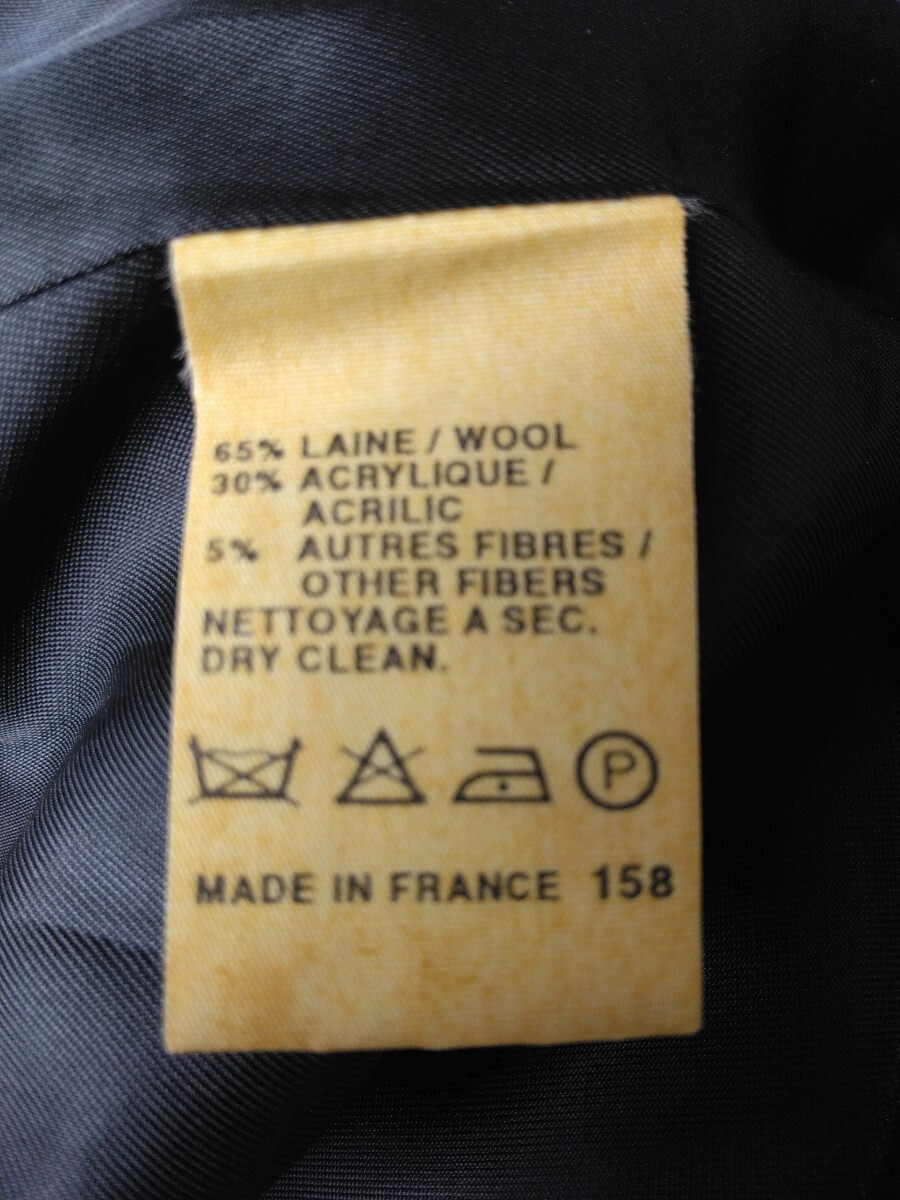 65% LAINE / WOOL
30% ACRYLIQUE /
ACRILIC
5% AUTRES FIBRES /
OTHER FIBERS
NETTOYAGE A SEC.
DRY CLEAN.
P
MADE IN FRANCE 158